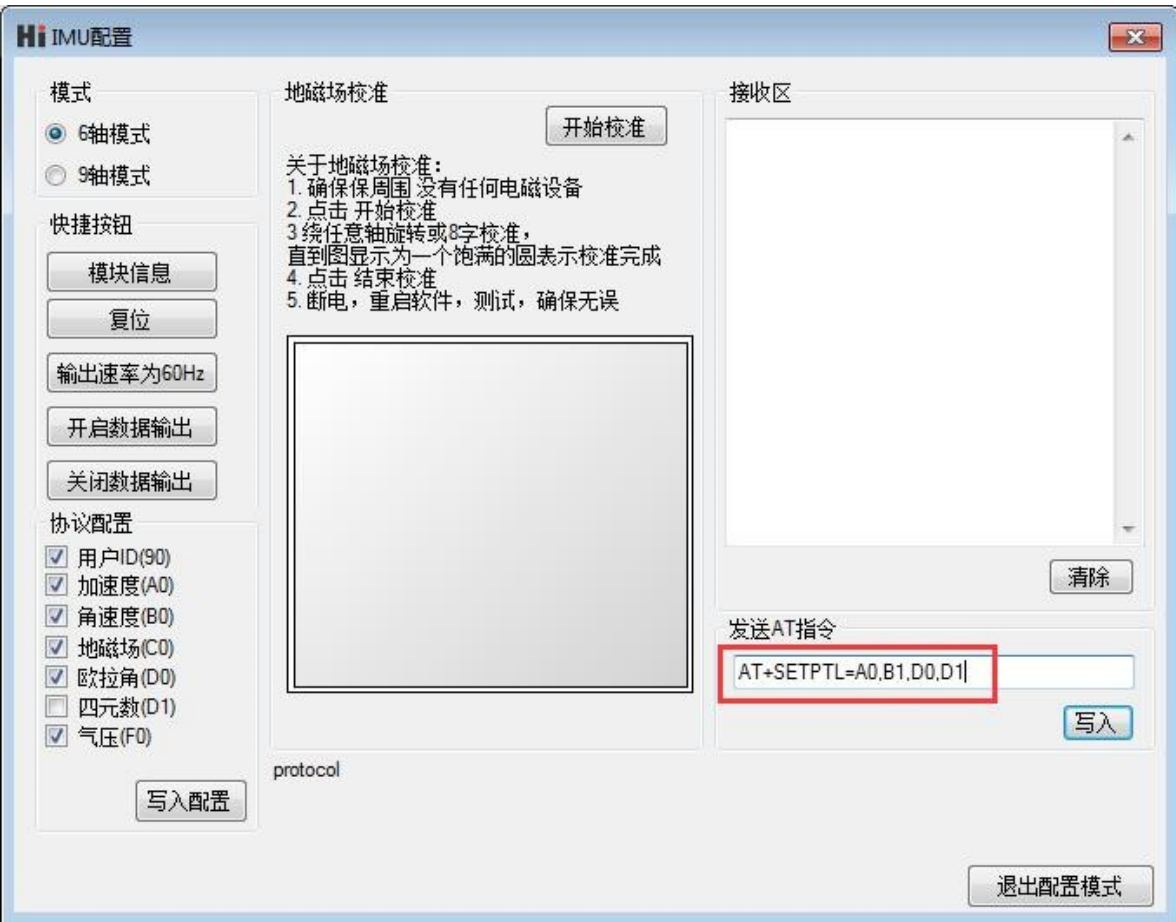 Hi IMU配置
模式
6轴模式
9轴模式
快捷按钮
模块信息
复位
输出速率为60Hz
开启数据输出
关闭数据输出
协议配置
用户ID(90)
加速度(A0)
角速度(B0)
地磁场(C0)
欧拉角(D0)
四元数(D1)
气压(F0)
写入配置
地磁场校准
开始校准
关于地磁场校准：
1. 确保保周围 没有任何电磁设备
2. 点击 开始校准
3 绕任意轴旋转或8字校准，
直到图显示为一个饱满的圆表示校准完成
4. 点击 结束校准
5. 断电，重启软件，测试，确保无误
protocol
接收区
清除
发送AT指令
AT+SETPTL=A0,B1,D0,D1
写入
退出配置模式